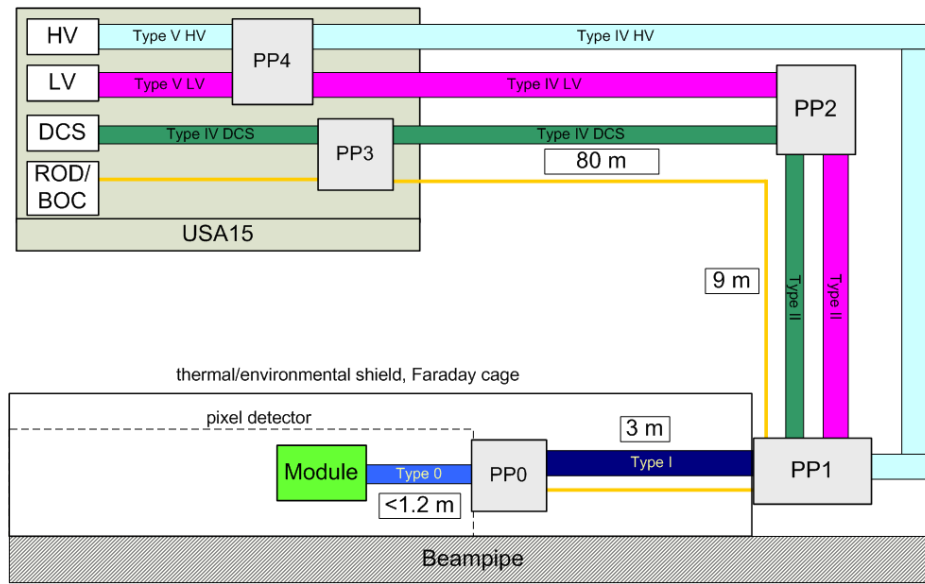 HV
Type V HV
PP4
Type IV HV
LV
Type V LV
Type IV LV
PP2
DCS
Type IV DCS
PP3
Type IV DCS
80 m
ROD/
BOC
USA15
9 m
Type II
Type II
thermal/environmental shield, Faraday cage
pixel detector
3 m
Module
Type 0
PP0
Type I
PP1
<1.2 m
Beampipe